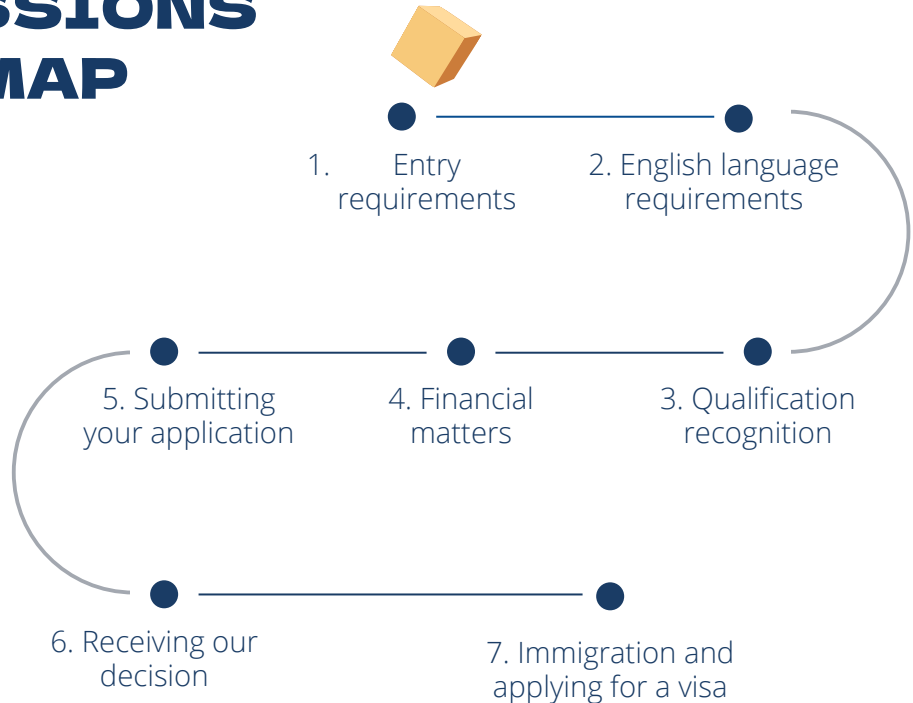 SSIONS
MAP
1. Entry
requirements
2. English language
requirements
3. Qualification
recognition
4. Financial
matters
5. Submitting
your application
6. Receiving our
decision
7. Immigration and
applying for a visa